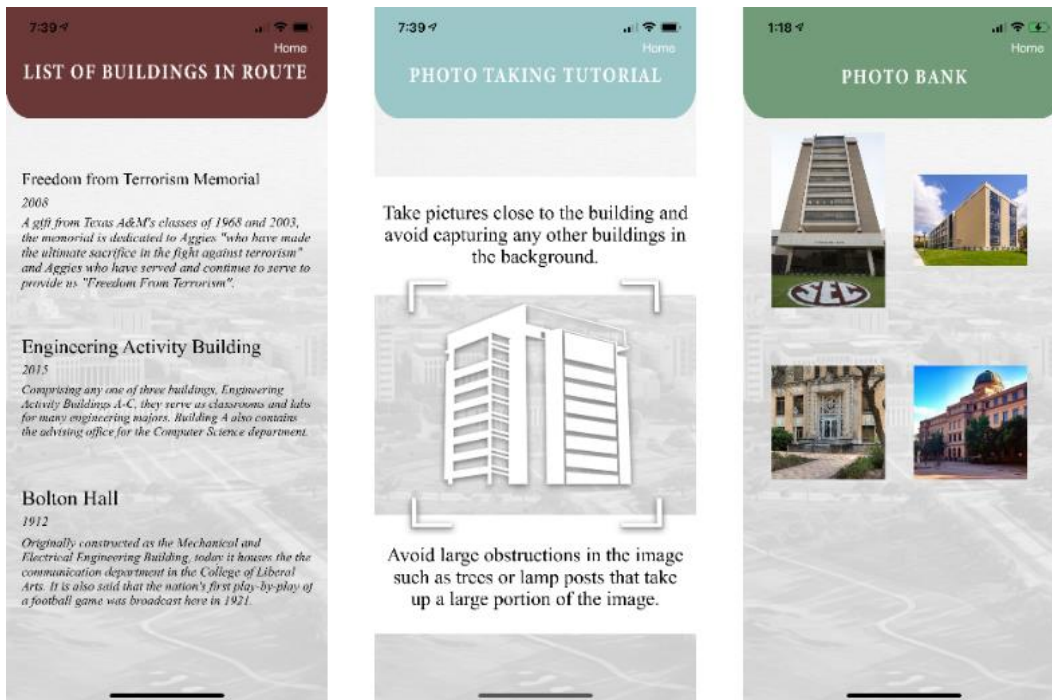 7:39
Home
LIST OF BUILDINGS IN ROUTE
Freedom from Terrorism Memorial
2008
A gift from Texas A&M's classes of 1968 and 2003,
the memorial is dedicated to Aggies "who have made
the ultimate sacrifice in the fight against terrorism"
and Aggies who have served and continue to serve to
provide us "Freedom From Terrorism".
Engineering Activity Building
2015
Comprising any one of three buildings, Engineering
Activity Buildings A-C, they serve as classrooms and labs
for many engineering majors. Building A also contains
the advising office for the Computer Science department.
Bolton Hall
1912
Originally constructed as the Mechanical and
Electrical Engineering Building, today it houses the the
communication department in the College of Liberal
Arts. It is also said that the nation's first play-by-play of
a football game was broadcast here in 1921.
7:39
Home
PHOTO TAKING TUTORIAL
Take pictures close to the building and
avoid capturing any other buildings in
the background.
Avoid large obstructions in the image
such as trees or lamp posts that take
up a large portion of the image.
1:18
Home
PHOTO BANK
SEC